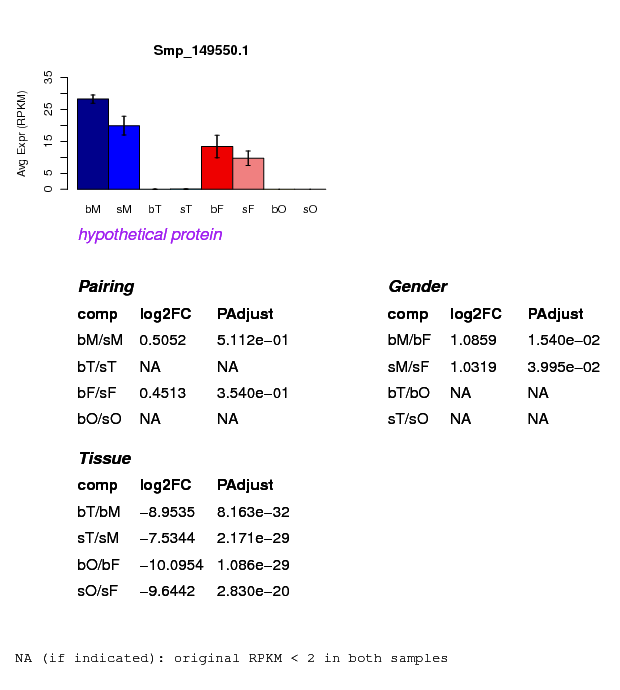 Smp_149550.1
Avg Expr (RPKM)
35
25
15
5
0
bM sM bT sT bF sF bO sO
hypothetical protein
Pairing
comp log2FC PAdjust
bM/sM 0.5052 5.112e−01
bT/sT NA NA
bF/sF 0.4513 3.540e−01
bO/sO NA NA
Gender
comp log2FC PAdjust
bM/bF 1.0859 1.540e−02
sM/sF 1.0319 3.995e−02
bT/bO NA NA
sT/sO NA NA
Tissue
comp log2FC PAdjust
bT/bM −8.9535 8.163e−32
sT/sM −7.5344 2.171e−29
bO/bF −10.0954 1.086e−29
sO/sF −9.6442 2.830e−20
NA (if indicated): original RPKM < 2 in both samples